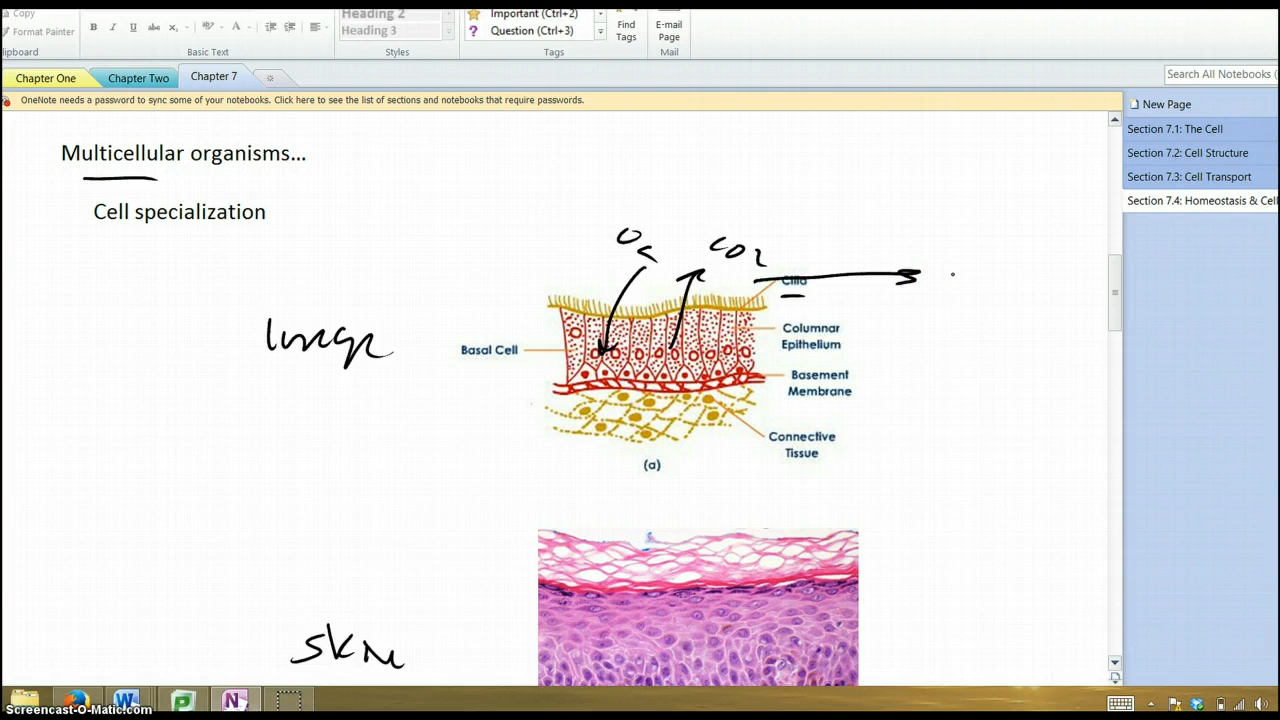 Copy
Format Painter
lipboard
B I U abc x, ab A
Basic Text
Heading 2
Heading 3
Styles
Important (Ctrl+2)
Question (Ctrl+3)
Tags
Find
Tags
E-mail
Page
Mail
Chapter One
Chapter Two
Chapter 7
Search All Notebooks (
OneNote needs a password to sync some of your notebooks. Click here to see the list of sections and notebooks that require passwords.
New Page
Section 7.1: The Cell
Section 7.2: Cell Structure
Section 7.3: Cell Transport
Section 7.4: Homeostasis & Cel
Multicellular organisms...
Cell specialization
CO2
Cilia
Columnar
Epithelium
Basal Cell
Basement
Membrane
Connective
Tissue
(a)
skin
Screencast-O-Matic.com